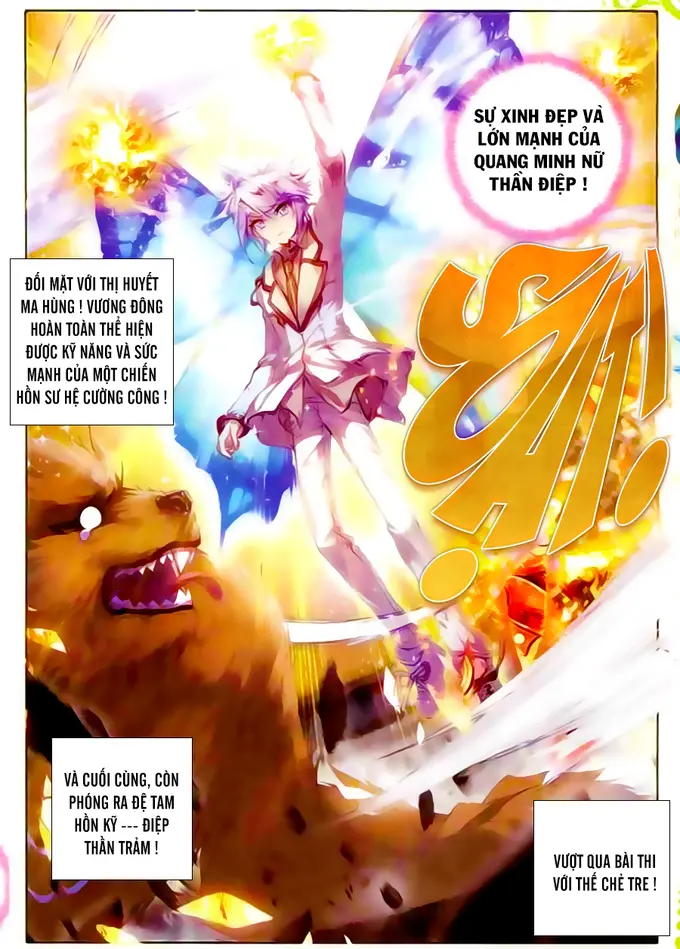 SỰ XINH ĐẸP VÀ
LỚN MẠNH CỦA
QUANG MINH NỮ
THẦN ĐIỆP !
ĐỐI MẶT VỚI THỊ HUYẾT
MA HÙNG ! VƯƠNG ĐÔNG
HOÀN TOÀN THỂ HIỆN
ĐƯỢC KỸ NĂNG VÀ SỨC
MẠNH CỦA MỘT CHIẾN
HỒN SƯ HỆ CƯỜNG CÔNG !
VÀ CUỐI CÙNG, CÒN
PHÓNG RA ĐỆ TAM
HỒN KỸ --- ĐIỆP
THẦN TRẢM !
VƯỢT QUA BÀI THI
VỚI THẾ CHẺ TRE !